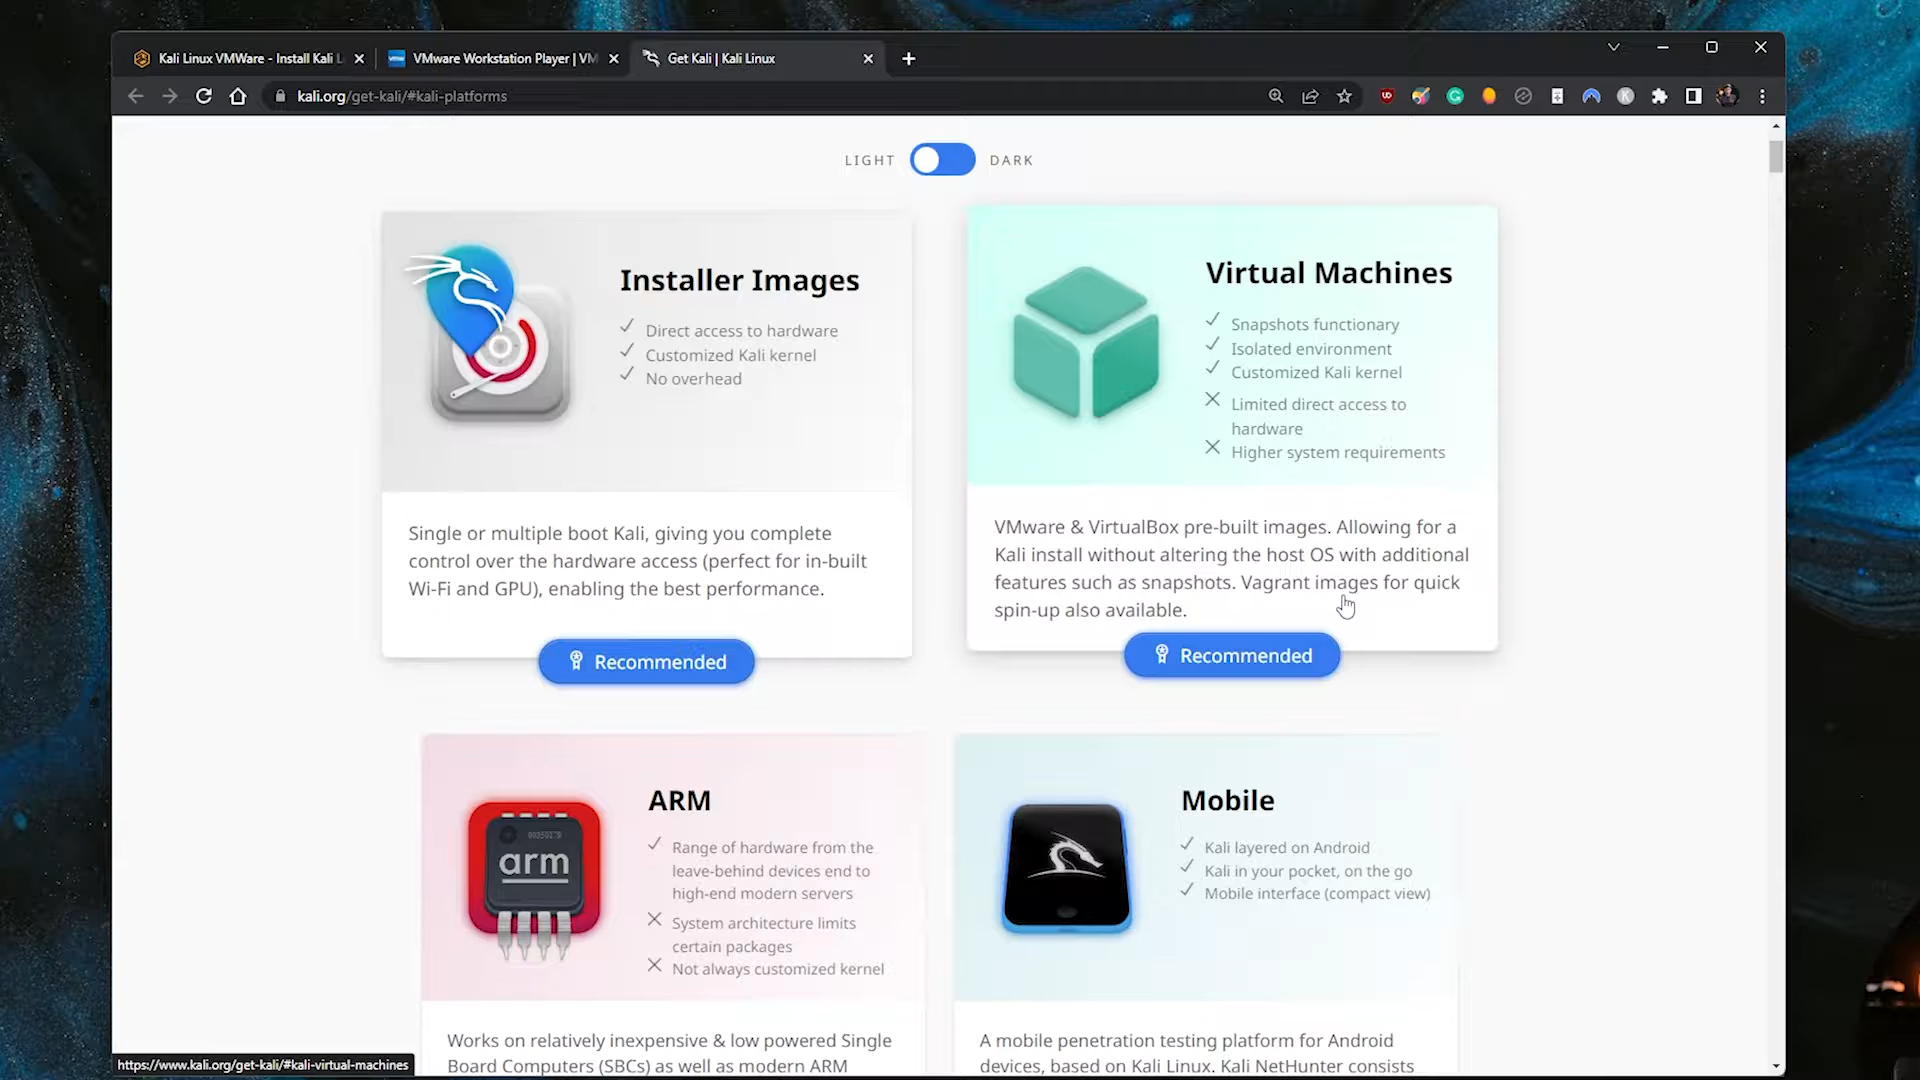 Kali Linux VMWare - Install Kali L
VMware Workstation Player | VM
Get Kali | Kali Linux
kali.org/get-kali/#kali-platforms
LIGHT
DARK
Installer Images
Direct access to hardware
Customized Kali kernel
No overhead
Single or multiple boot Kali, giving you complete
control over the hardware access (perfect for in-built
Wi-Fi and GPU), enabling the best performance.
Recommended
Virtual Machines
Snapshots functionary
Isolated environment
Customized Kali kernel
Limited direct access to
hardware
Higher system requirements
VMware & VirtualBox pre-built images. Allowing for a
Kali install without altering the host OS with additional
features such as snapshots. Vagrant images for quick
spin-up also available.
Recommended
arm
ARM
Range of hardware from the
leave-behind devices end to
high-end modern servers
System architecture limits
certain packages
Not always customized kernel
Works on relatively inexpensive & low powered Single
Board Computers (SBCs) as well as modern ARM
Mobile
Kali layered on Android
Kali in your pocket, on the go
Mobile interface (compact view)
A mobile penetration testing platform for Android
devices, based on Kali Linux. Kali NetHunter consists
https://www.kali.org/get-kali/#kali-virtual-machines